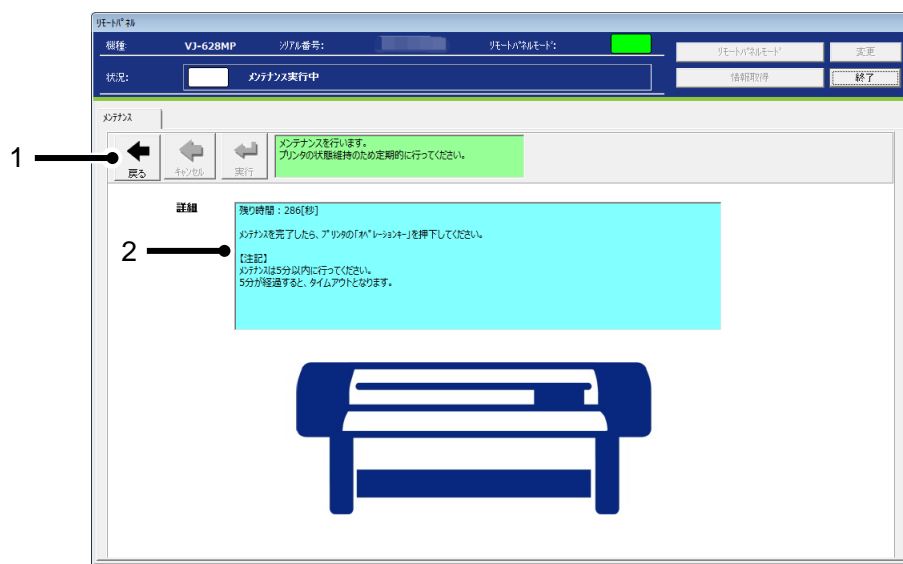 ﾘﾓｰﾄﾊﾟﾈﾙ
機種:
VJ-628MP
ｼﾘｱﾙ番号:
ﾘﾓｰﾄﾊﾟﾈﾙﾓｰﾄﾞ:
ﾘﾓｰﾄﾊﾟﾈﾙﾓｰﾄﾞ
変更
状況:
ﾒﾝﾃﾅﾝｽ実行中
情報取得
終了
ﾒﾝﾃﾅﾝｽ
1
戻る
ｷｬﾝｾﾙ
実行
メンテナンスを行います。
プリンタの状態維持のため定期的に行ってください。
詳細
残り時間：286[秒]
ﾒﾝﾃﾅﾝｽを完了したら、ﾌﾟﾘﾝﾀの｢ｵﾍﾟﾚｰｼｮﾝｷｰ｣を押下してください。
2
【注記】
ﾒﾝﾃﾅﾝｽは5分以内に行ってください。
5分が経過すると、タイムアウトとなります。